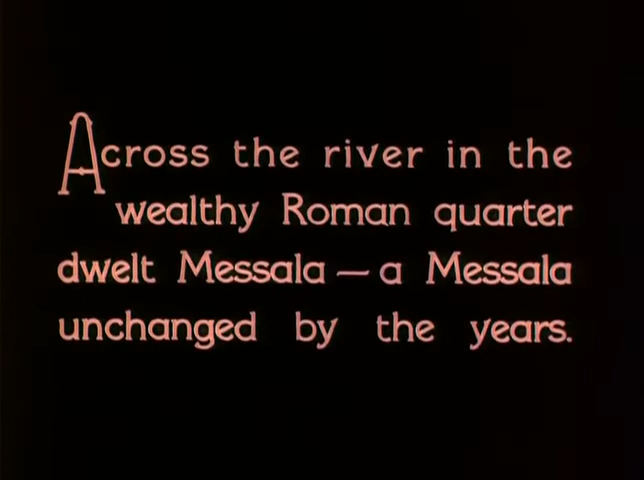 Across the river in the
wealthy Roman quarter
dwelt Messala — a Messala
unchanged by the years.